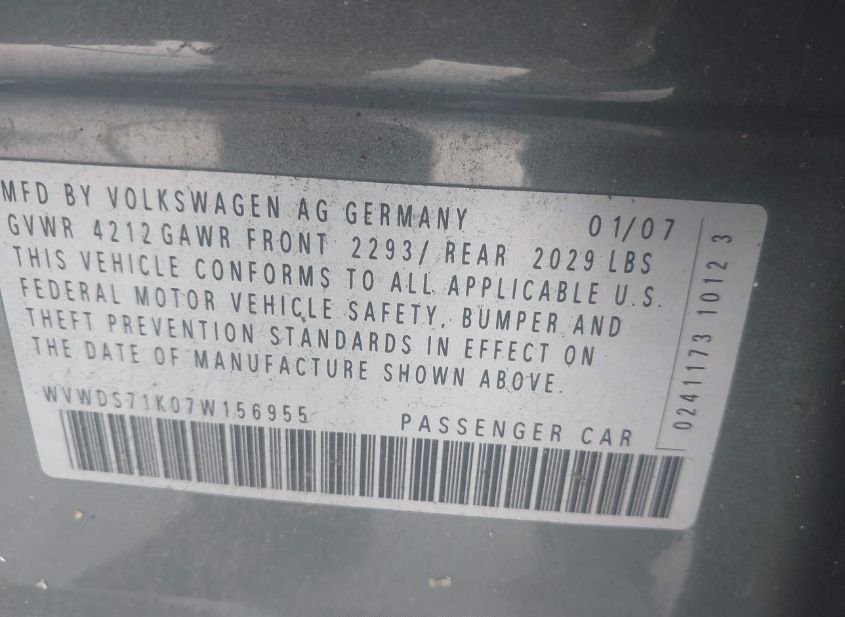 MFD BY VOLKSWAGEN AG GERMANY 01/07
GVWR 4212 GAWR FRONT 2293/ REAR 2029 LBS
THIS VEHICLE CONFORMS TO ALL APPLICABLE U.S.
FEDERAL MOTOR VEHICLE SAFETY, BUMPER AND
THEFT PREVENTION STANDARDS IN EFFECT ON
THE DATE OF MANUFACTURE SHOWN ABOVE.
WVWDS71K07W156955 PASSENGER CAR
0241173 1012 3